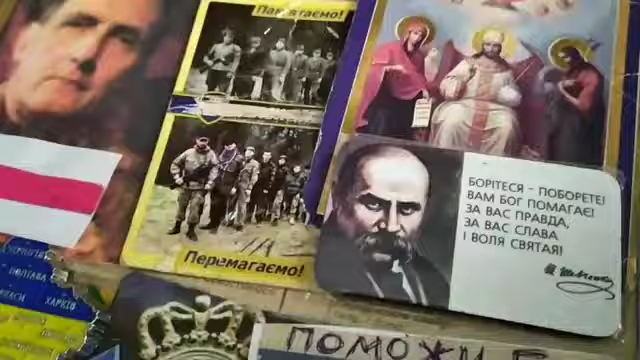 Пам'ятаємо!
Перемагаємо!
БОРІТЕСЯ - ПОБОРЕТЕ!
ВАМ БОГ ПОМАГАЄ!
ЗА ВАС ПРАВДА,
ЗА ВАС СЛАВА
І ВОЛЯ СВЯТАЯ!
ПОЛТАВА
ХАРКІВ
ПОМОЖИ